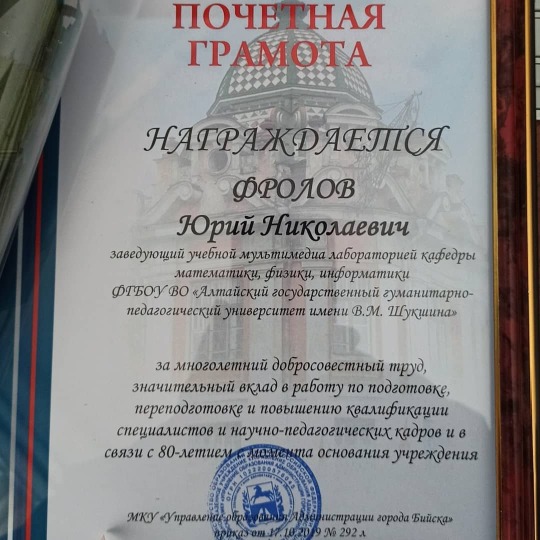 ПОЧЕТНАЯ
ГРАМОТА
НАГРАЖДАЕТСЯ
ФРОЛОВ
Юрий Николаевич
заведующий учебной мультимедиа лабораторией кафедры
математики, физики, информатики
ФГБОУ ВО «Алтайский государственный гуманитарно-
педагогический университет имени В.М. Шукшина»
за многолетний добросовестный труд,
значительный вклад в работу по подготовке,
переподготовке и повышению квалификации
специалистов и научно-педагогических кадров и в
связи с 80-летием с момента основания учреждения
МКУ «Управление образования Администрации города Бийска»
приказ от 17.10.2019 № 292 л